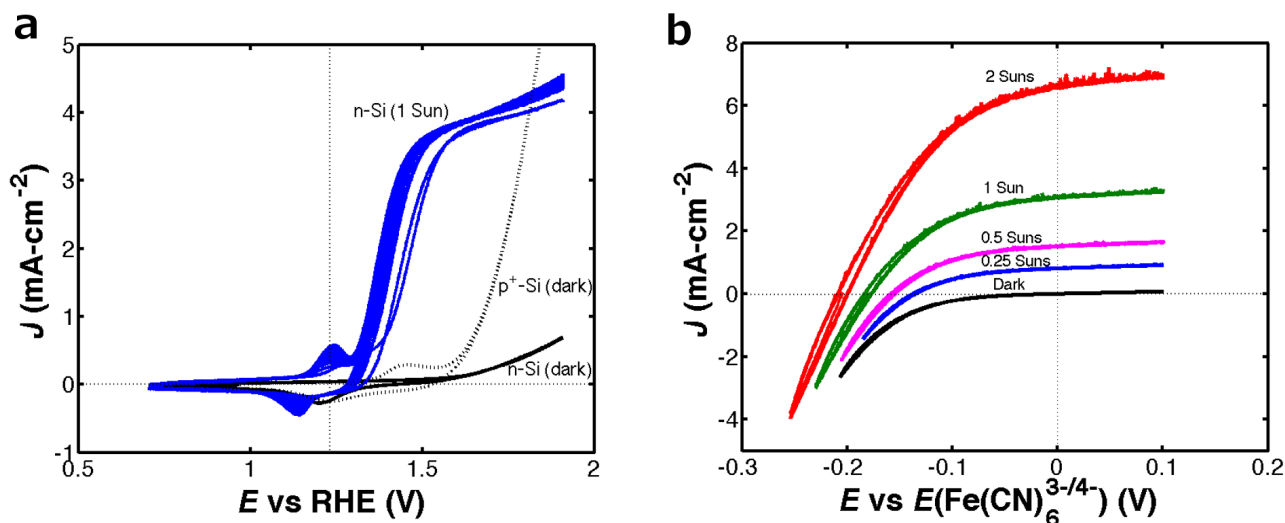 a
5
4
3
2
1
0
-1
J (mA-cm-2)
n-Si (1 Sun)
p+-Si (dark)
n-Si (dark)
0.5
1
1.5
2
E vs RHE (V)
b
8
6
4
2
0
-2
-4
J (mA-cm-2)
2 Suns
1 Sun
0.5 Suns
0.25 Suns
Dark
-0.3
-0.2
-0.1
0
0.1
0.2
E vs E(Fe(CN)6 3-/4-) (V)